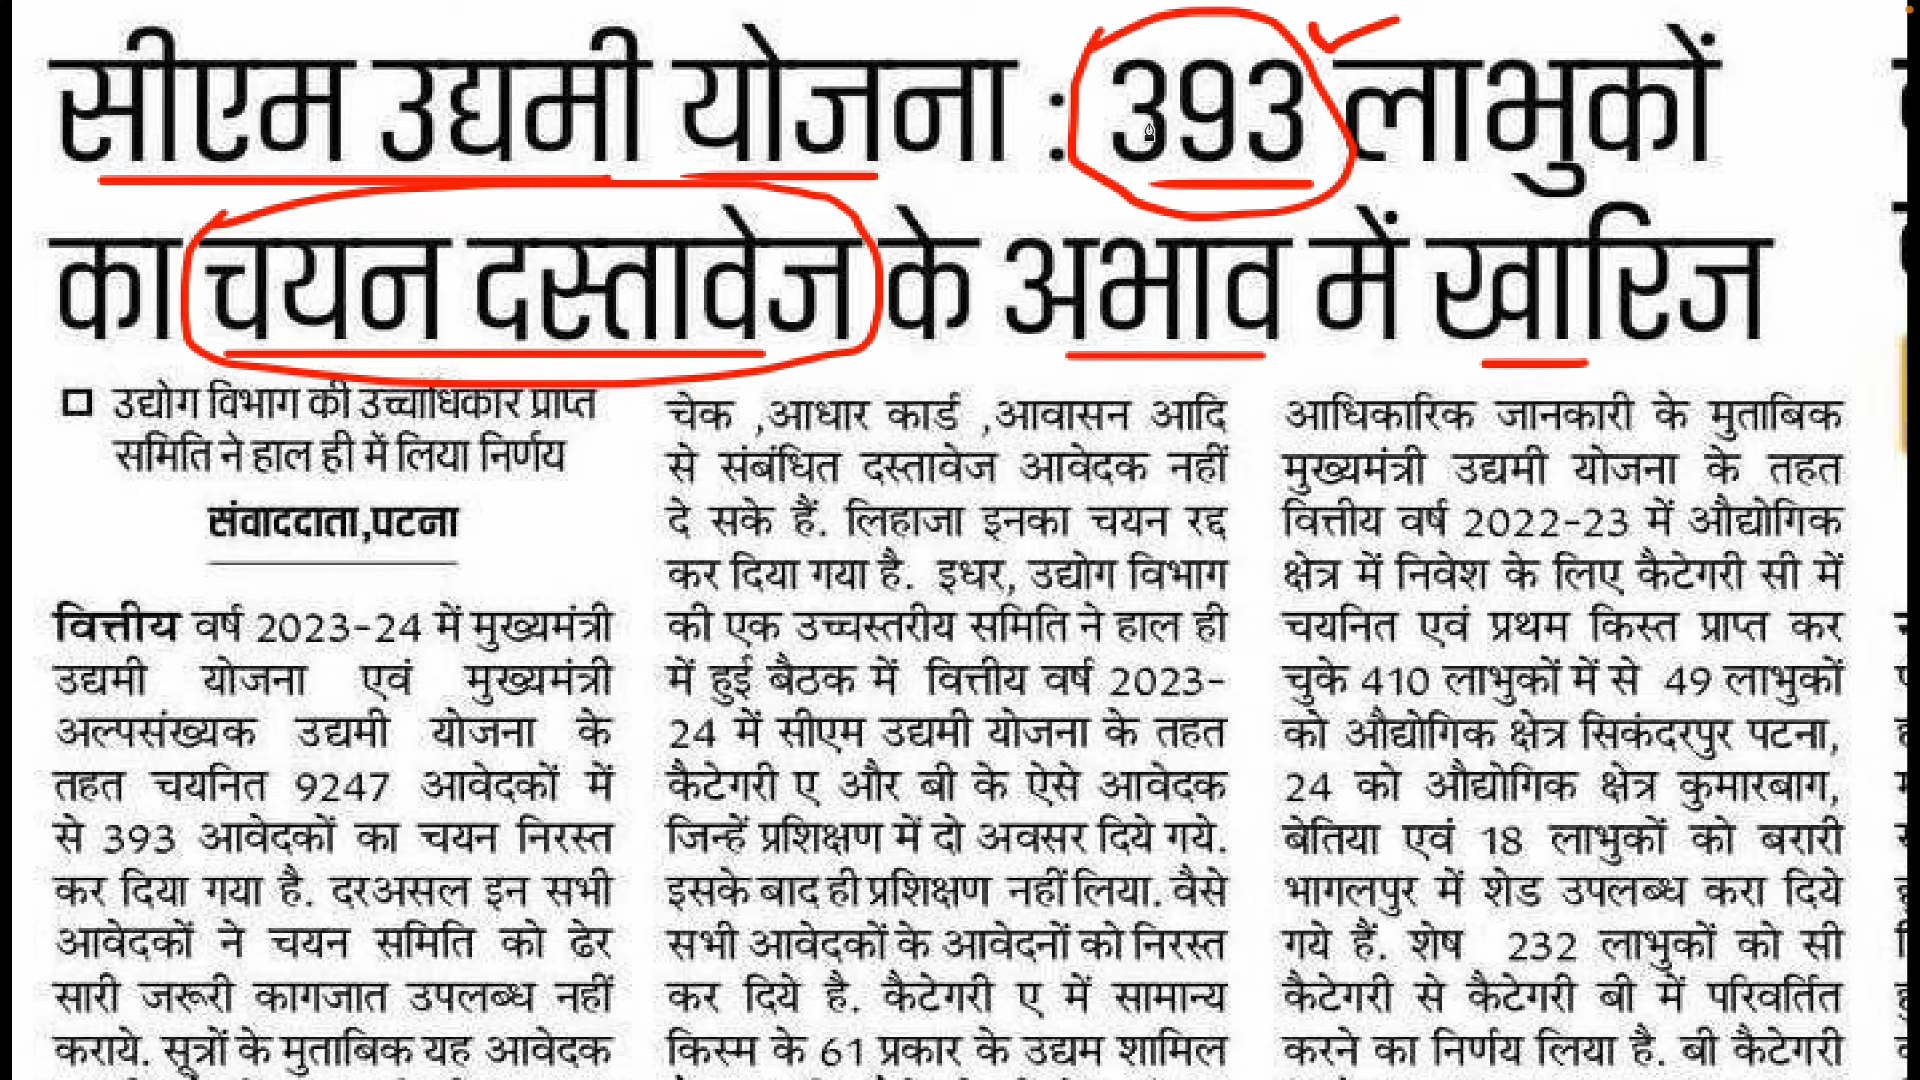 सीएम उद्यमी योजना : 393 लाभुकों
का चयन दस्तावेज के अभाव में खारिज
उद्योग विभाग की उच्चाधिकार प्राप्त
समिति ने हाल ही में लिया निर्णय
संवाददाता,पटना
वित्तीय वर्ष 2023-24 में मुख्यमंत्री
उद्यमी योजना एवं मुख्यमंत्री
अल्पसंख्यक उद्यमी योजना के
तहत चयनित 9247 आवेदकों में
से 393 आवेदकों का चयन निरस्त
कर दिया गया है. दरअसल इन सभी
आवेदकों ने चयन समिति को ढेर
सारी जरूरी कागजात उपलब्ध नहीं
कराये. सूत्रों के मुताबिक यह आवेदक
चेक ,आधार कार्ड ,आवासन आदि
से संबंधित दस्तावेज आवेदक नहीं
दे सके हैं. लिहाजा इनका चयन रद्द
कर दिया गया है. इधर, उद्योग विभाग
की एक उच्चस्तरीय समिति ने हाल ही
में हुई बैठक में वित्तीय वर्ष 2023-
24 में सीएम उद्यमी योजना के तहत
कैटेगरी ए और बी के ऐसे आवेदक
जिन्हें प्रशिक्षण में दो अवसर दिये गये.
इसके बाद ही प्रशिक्षण नहीं लिया. वैसे
सभी आवेदकों के आवेदनों को निरस्त
कर दिये है. कैटेगरी ए में सामान्य
किस्म के 61 प्रकार के उद्यम शामिल
आधिकारिक जानकारी के मुताबिक
मुख्यमंत्री उद्यमी योजना के तहत
वित्तीय वर्ष 2022-23 में औद्योगिक
क्षेत्र में निवेश के लिए कैटेगरी सी में
चयनित एवं प्रथम किस्त प्राप्त कर
चुके 410 लाभुकों में से 49 लाभुकों
को औद्योगिक क्षेत्र सिकंदरपुर पटना,
24 को औद्योगिक क्षेत्र कुमारबाग,
बेतिया एवं 18 लाभुकों को बरारी
भागलपुर में शेड उपलब्ध करा दिये
गये हैं. शेष 232 लाभुकों को सी
कैटेगरी से कैटेगरी बी में परिवर्तित
करने का निर्णय लिया है. बी कैटेगरी